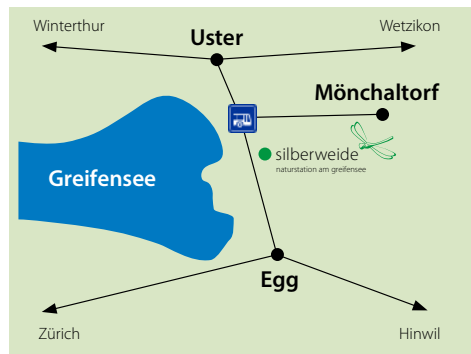 Winterthur
Wetzikon
Uster
Mönchaltorf
silberweide
naturstation am greifensee
Greifensee
Egg
Zürich
Hinwil